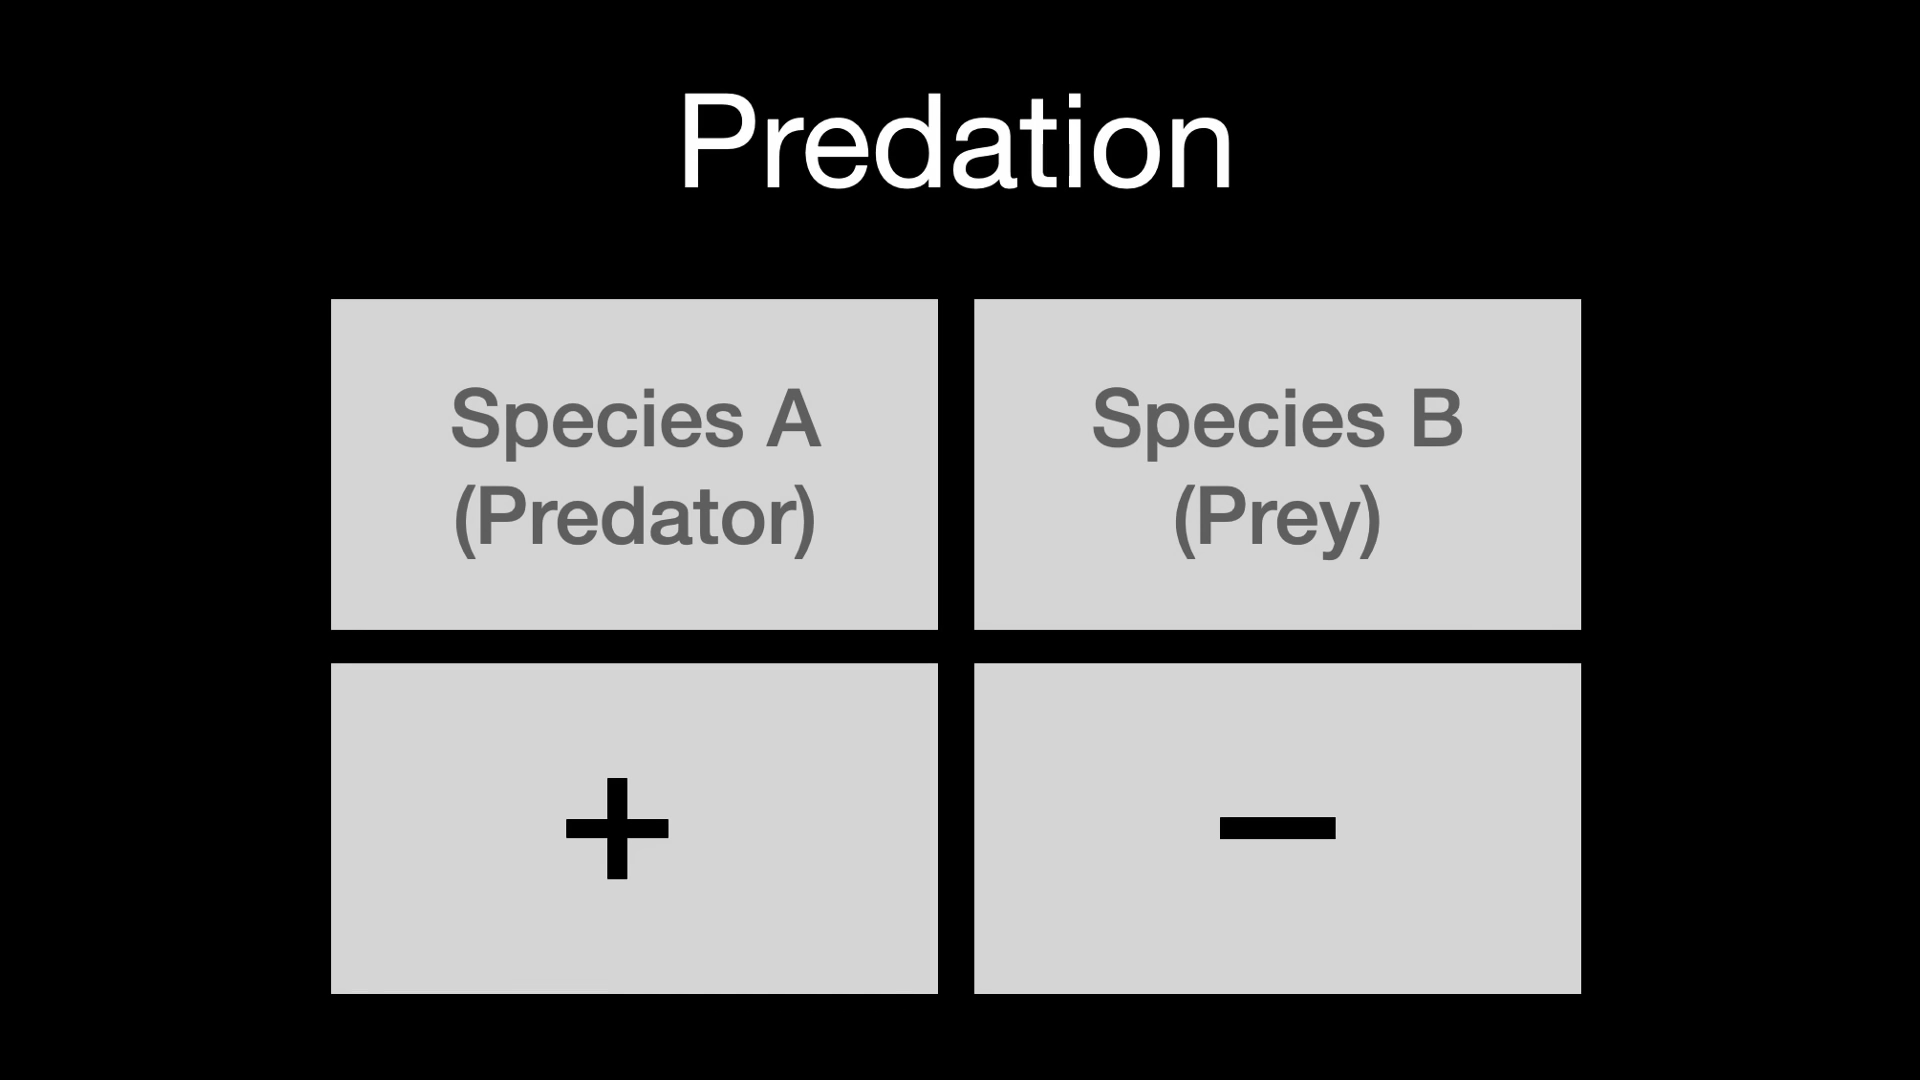 Predation
Species A
(Predator)
Species B
(Prey)
+
–